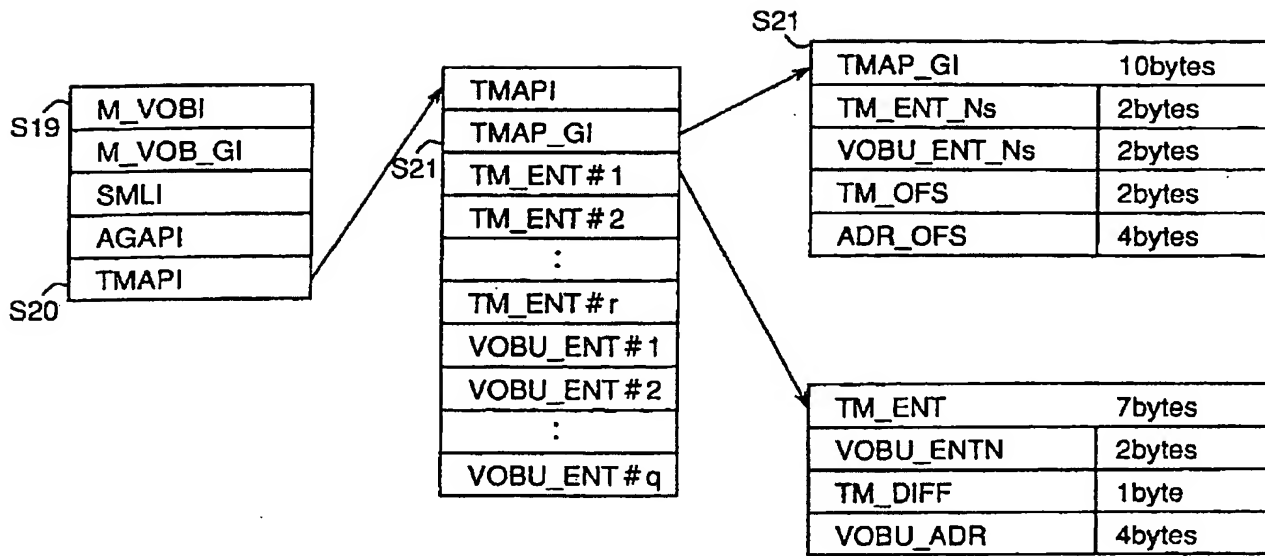 S19
M_VOBI
M_VOB_GI
SMLI
AGAPI
TMAPI
S20
TMAPI
TMAP_GI
S21
TM_ENT#1
TM_ENT#2
:
TM_ENT#r
VOBU_ENT#1
VOBU_ENT#2
:
VOBU_ENT#q
S21
TMAP_GI 10bytes
TM_ENT_Ns 2bytes
VOBU_ENT_Ns 2bytes
TM_OFS 2bytes
ADR_OFS 4bytes
TM_ENT 7bytes
VOBU_ENTN 2bytes
TM_DIFF 1byte
VOBU_ADR 4bytes